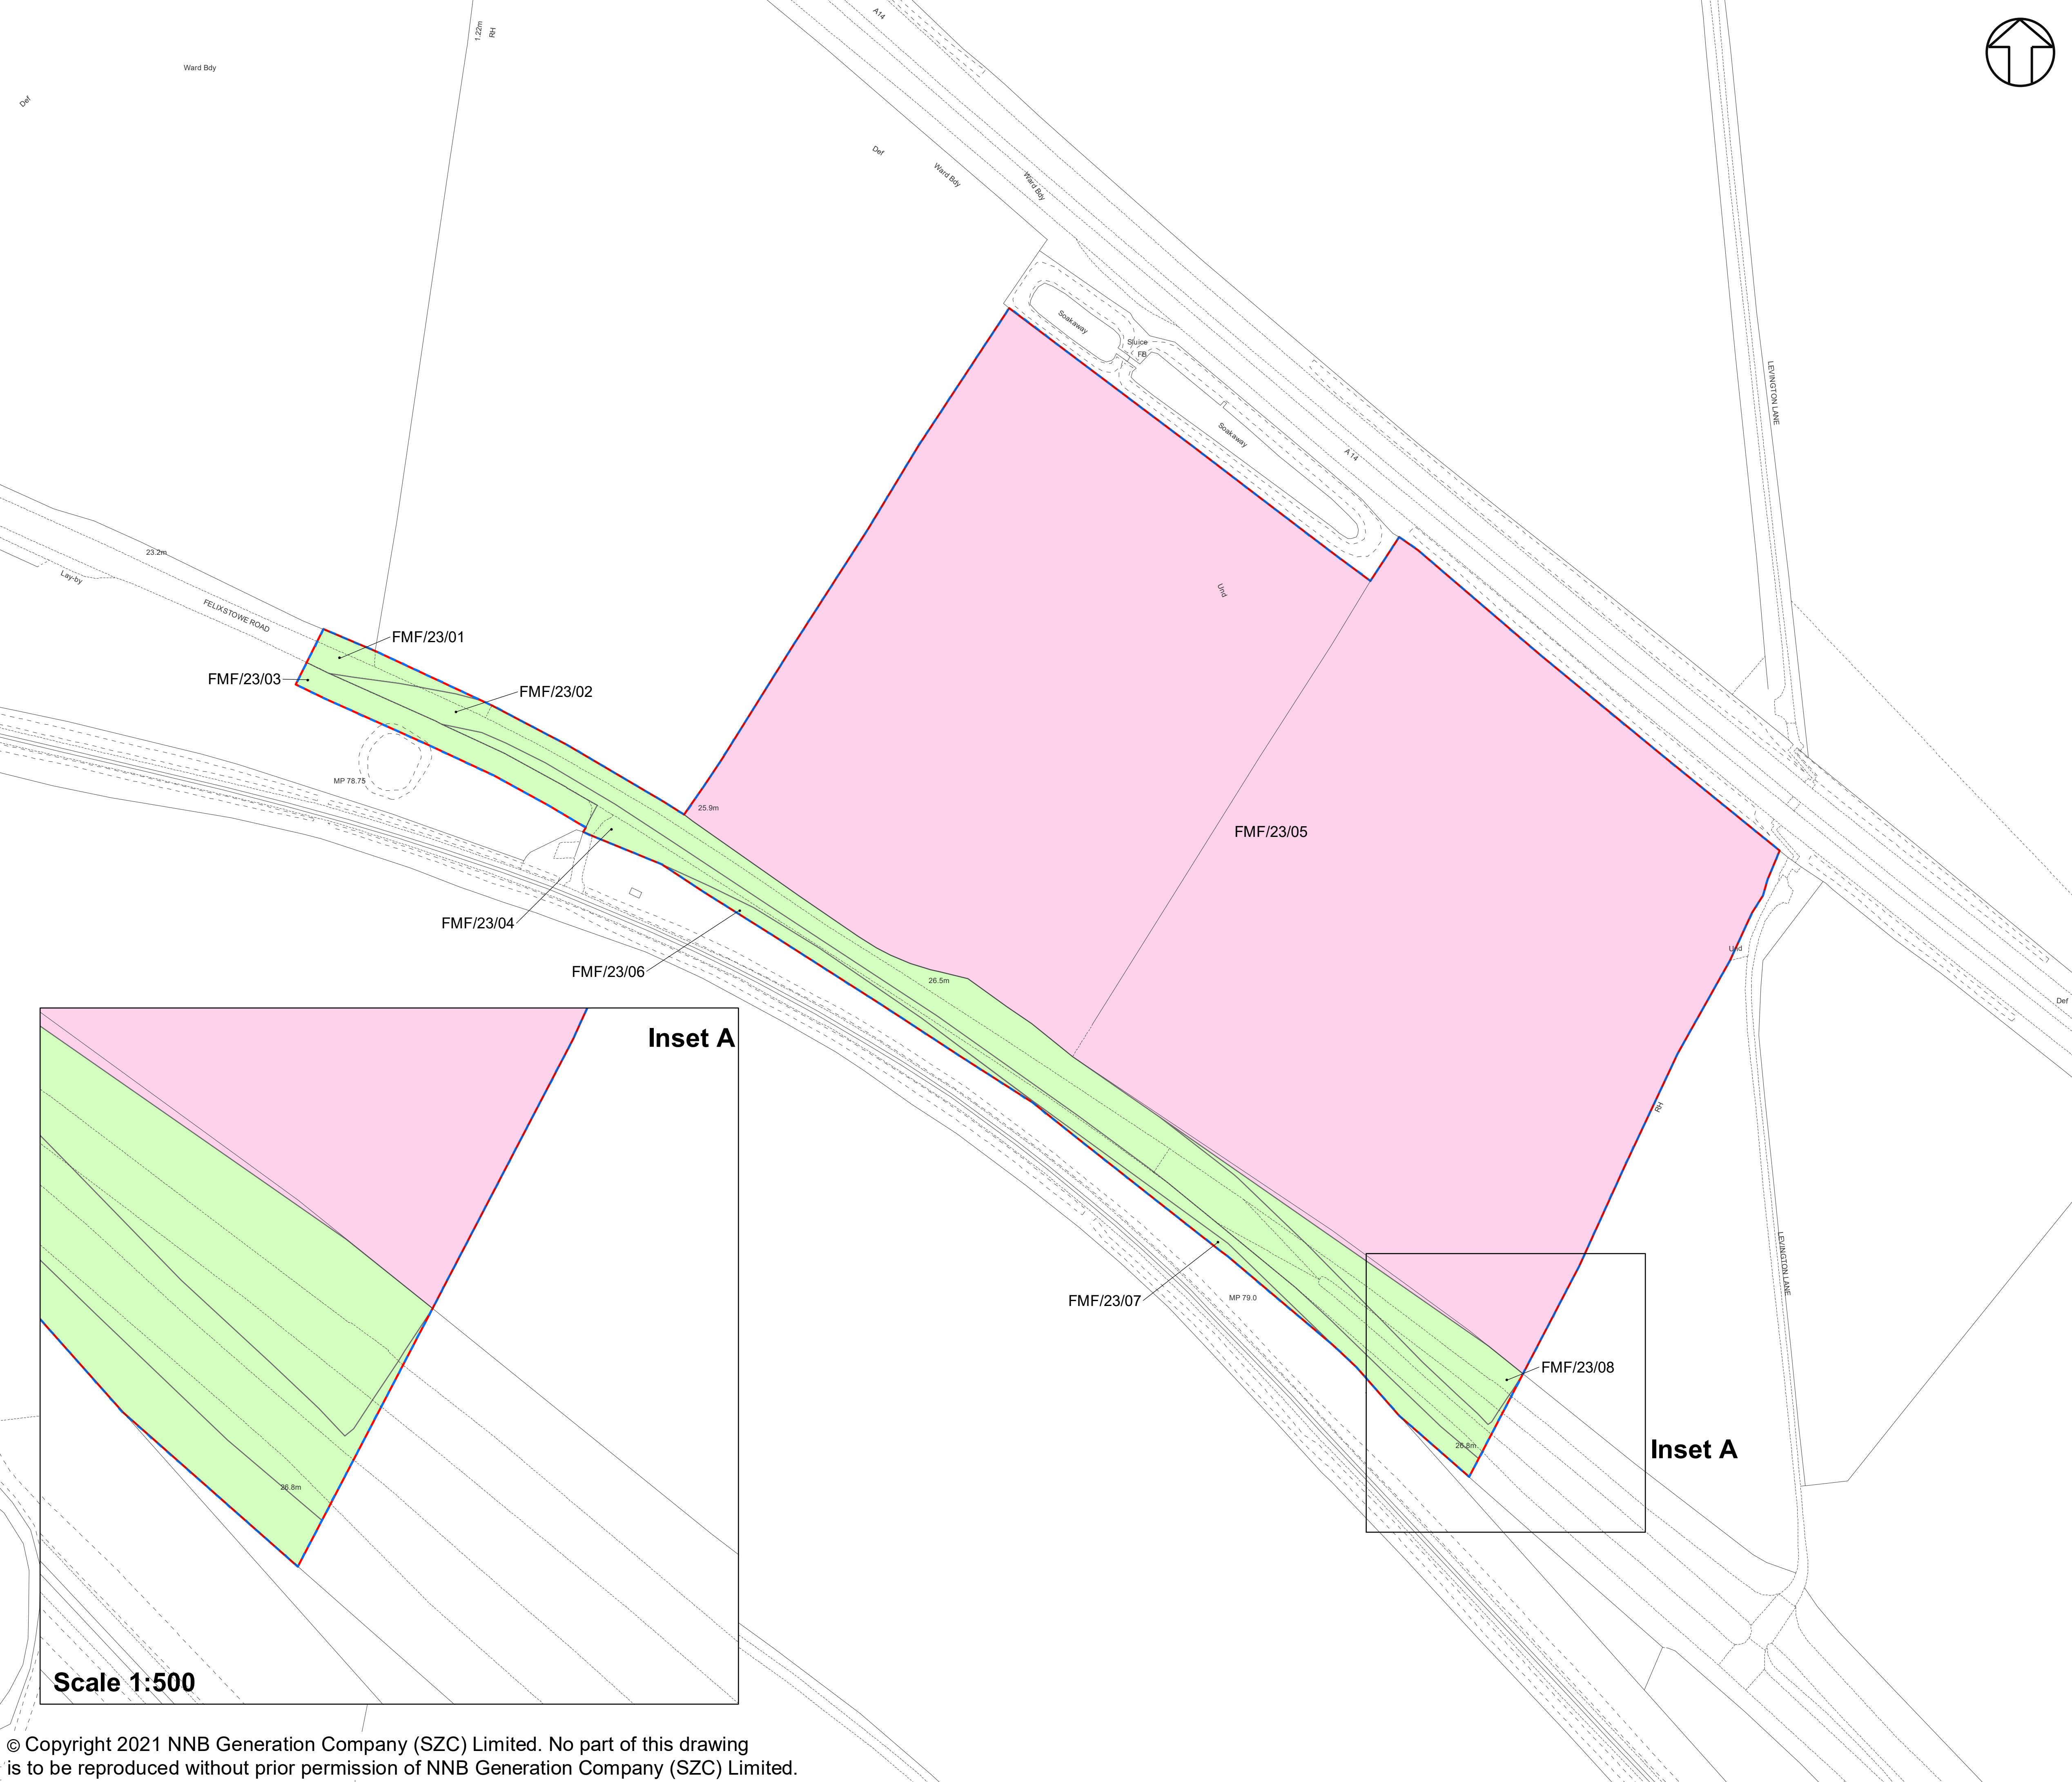 A14
1.22m
RH
Ward Bdy
Def
Def
Ward Bdy
Ward Bdy
Soakaway
Sluice
FB
Soakaway
A 14
LEVINGTON LANE
23.2m
Lay-by
FELIXSTOWE ROAD
Und
FMF/23/01
FMF/23/03
FMF/23/02
MP 78.75
25.9m
FMF/23/05
FMF/23/04
Und
FMF/23/06
26.5m
Def
RH
Inset A
LEVINGTON LANE
FMF/23/07
MP 79.0
FMF/23/08
26.8m
Inset A
26.8m
Scale 1:500
© Copyright 2021 NNB Generation Company (SZC) Limited. No part of this drawing
is to be reproduced without prior permission of NNB Generation Company (SZC) Limited.